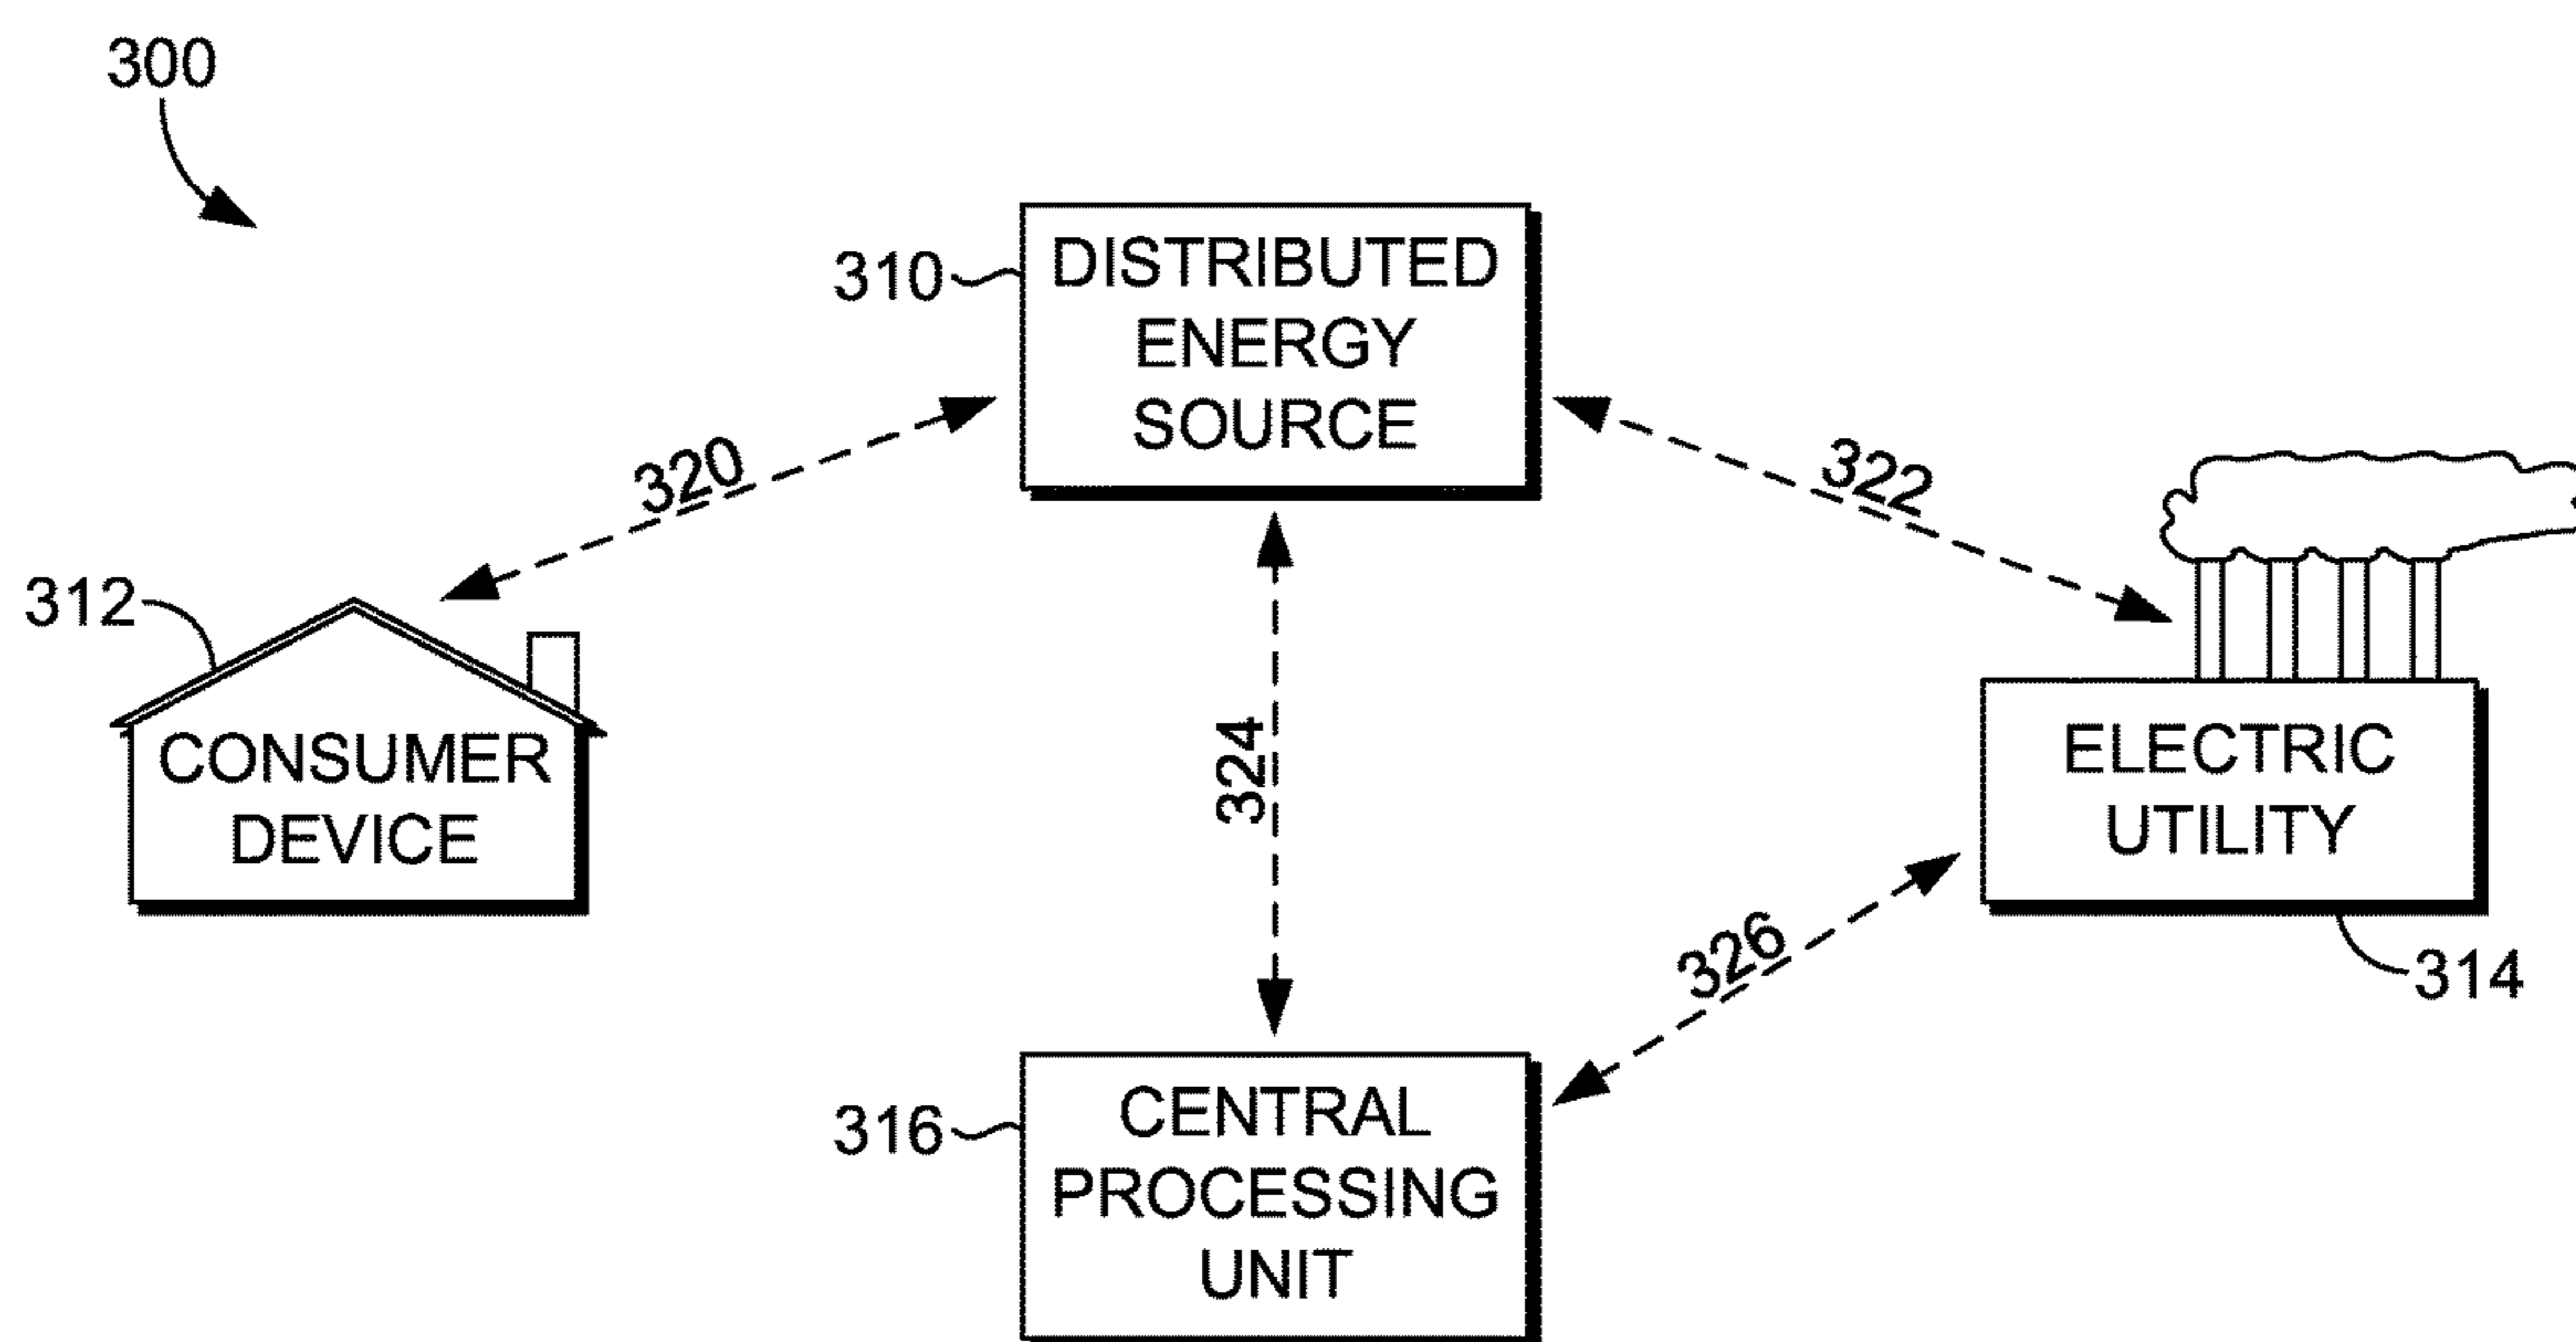 300
310
DISTRIBUTED
ENERGY
SOURCE
320
322
312
CONSUMER
DEVICE
324
ELECTRIC
UTILITY
326
314
316
CENTRAL
PROCESSING
UNIT